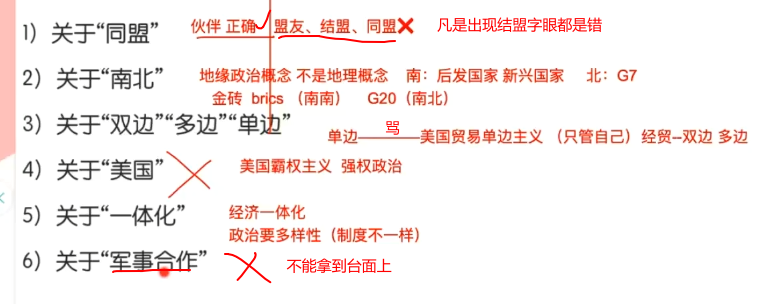 1）关于“同盟” 伙伴 正确 盟友、结盟、同盟 凡是出现结盟字眼都是错
2）关于“南北” 地缘政治概念 不是地理概念 南：后发国家 新兴国家 北：G7
金砖 brics （南南） G20（南北）
3）关于“双边”“多边”“单边”
骂
单边————美国贸易单边主义 （只管自己）经贸--双边 多边
4）关于“美国” 美国霸权主义 强权政治
5）关于“一体化” 经济一体化
政治要多样性（制度不一样）
6）关于“军事合作” 不能拿到台面上